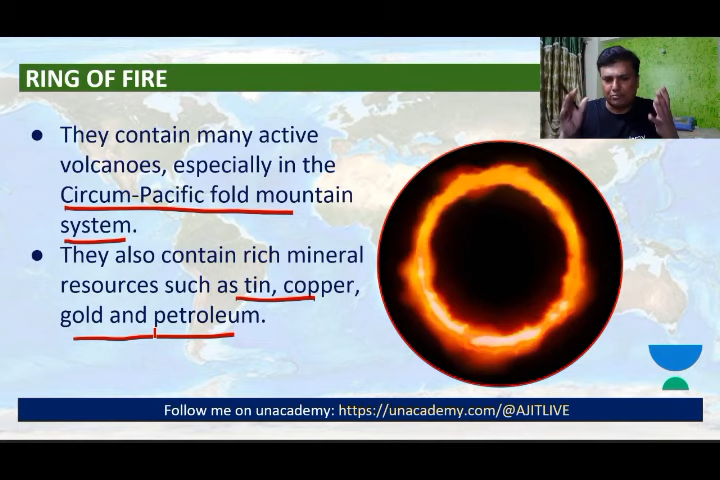 RING OF FIRE
● They contain many active
volcanoes, especially in the
Circum-Pacific fold mountain
system.
● They also contain rich mineral
resources such as tin, copper,
gold and petroleum.
Follow me on unacademy: https://unacademy.com/@AJITLIVE